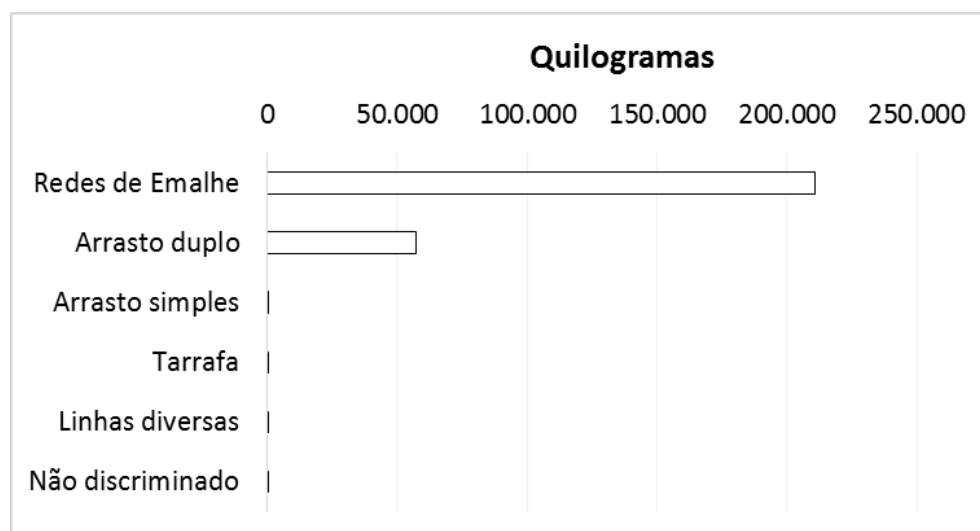 Quilogramas
0 50.000 100.000 150.000 200.000 250.000
Redes de Emalhe
Arrasto duplo
Arrasto simples
Tarrafa
Linhas diversas
Não discriminado